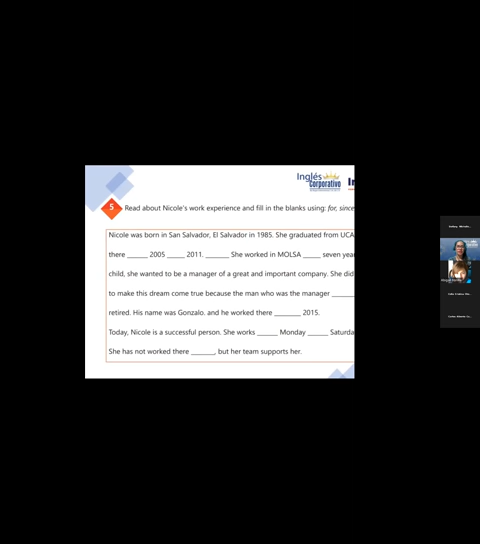 Inglés
Corporativo
5 Read about Nicole's work experience and fill in the blanks using: for, since
Nicole was born in San Salvador, El Salvador in 1985. She graduated from UCA
there ______ 2005 _____ 2011. _______ She worked in MOLSA _____ seven yea
child, she wanted to be a manager of a great and important company. She did
to make this dream come true because the man who was the manager ______
retired. His name was Gonzalo. and he worked there ________ 2015.
Today, Nicole is a successful person. She works ______ Monday ______ Saturda
She has not worked there _______, but her team supports her.